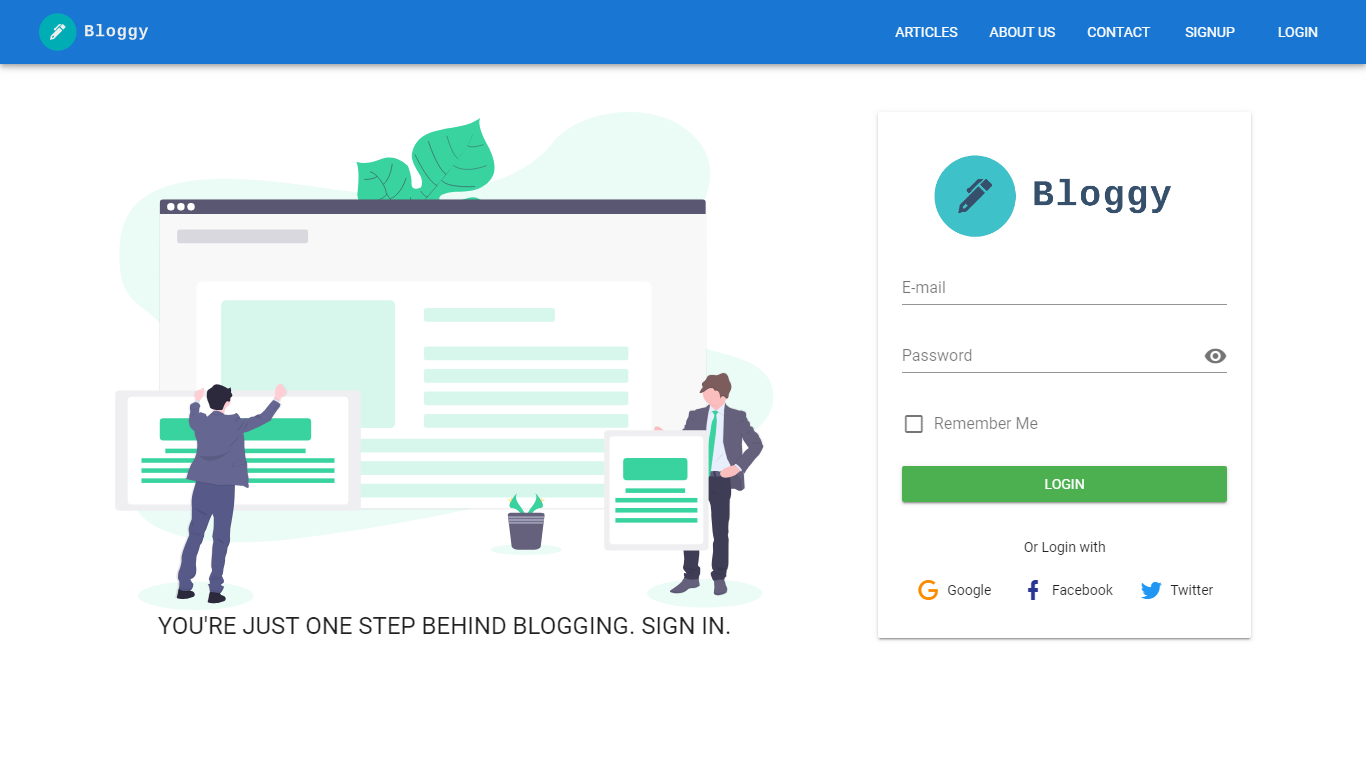 Bloggy
ARTICLES
ABOUT US
CONTACT
SIGNUP
LOGIN
Bloggy
E-mail
Password
Remember Me
LOGIN
Or Login with
Google
Facebook
Twitter
YOU'RE JUST ONE STEP BEHIND BLOGGING. SIGN IN.